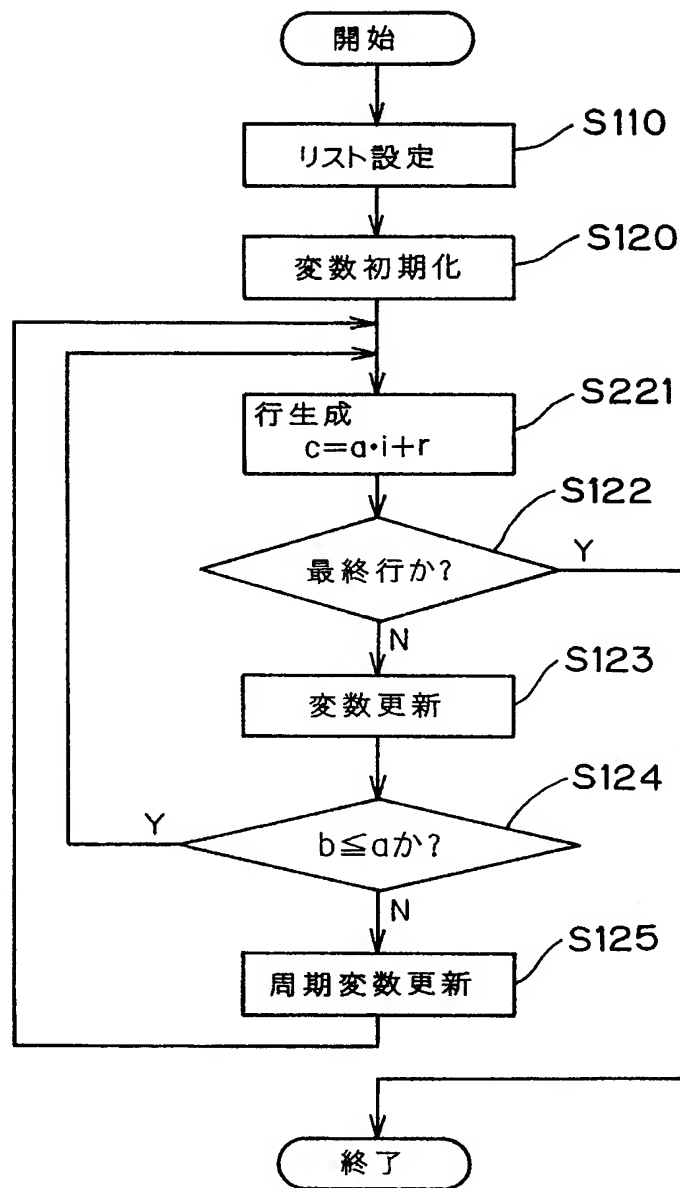 開始
S110
リスト設定
S120
変数初期化
S221
行生成
c=a・i+r
S122
最終行か?
Y
N
S123
変数更新
S124
Y
b≦aか?
N
S125
周期変数更新
終了